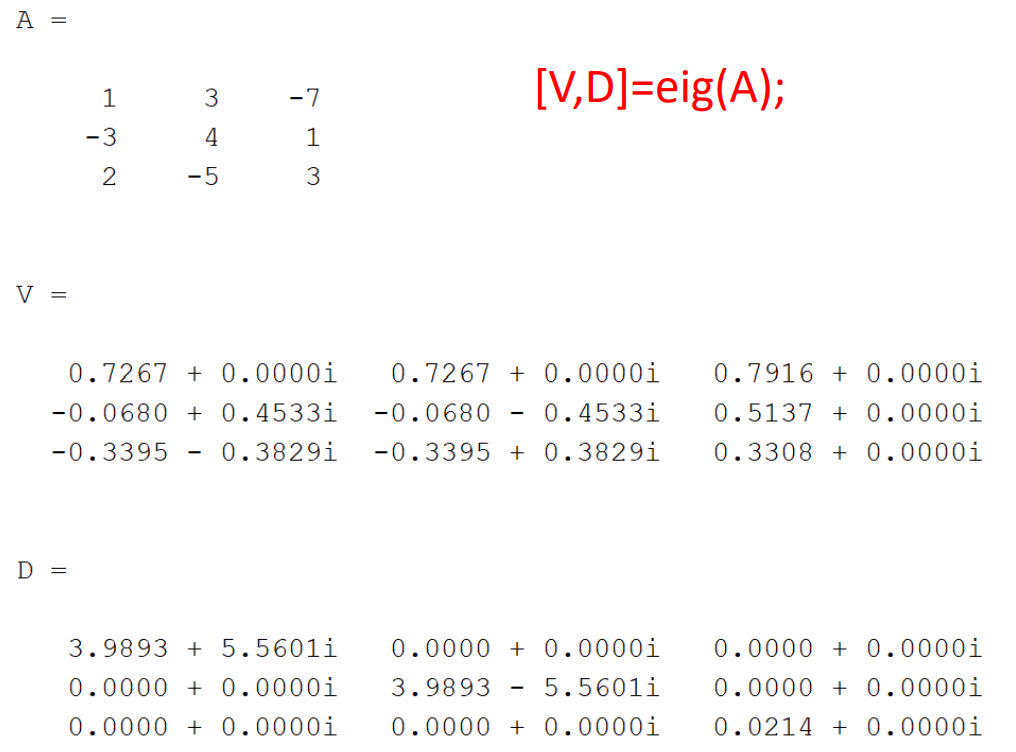 A =
[V,D]=eig(A);
1 3 -7
-3 4 1
2 -5 3
V =
0.7267 + 0.0000i 0.7267 + 0.0000i 0.7916 + 0.0000i
-0.0680 + 0.4533i -0.0680 - 0.4533i 0.5137 + 0.0000i
-0.3395 - 0.3829i -0.3395 + 0.3829i 0.3308 + 0.0000i
D =
3.9893 + 5.5601i 0.0000 + 0.0000i 0.0000 + 0.0000i
0.0000 + 0.0000i 3.9893 - 5.5601i 0.0000 + 0.0000i
0.0000 + 0.0000i 0.0000 + 0.0000i 0.0214 + 0.0000i